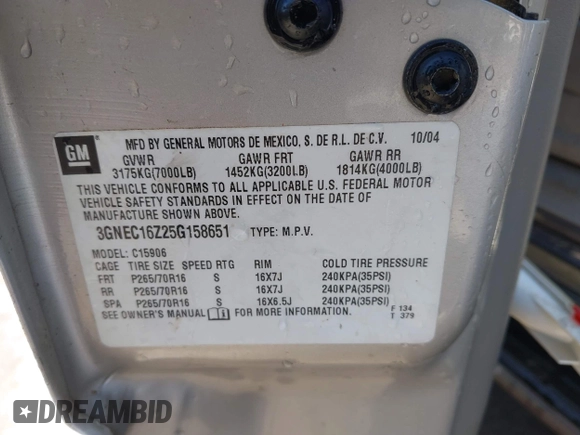 GM
MFD BY GENERAL MOTORS DE MEXICO, S. DE R.L. DE C.V. 10/04
GVWR GAWR FRT GAWR RR
3175KG(7000LB) 1452KG(3200LB) 1814KG(4000LB)
THIS VEHICLE CONFORMS TO ALL APPLICABLE U.S. FEDERAL MOTOR
VEHICLE SAFETY STANDARDS IN EFFECT ON THE DATE OF
MANUFACTURE SHOWN ABOVE.
3GNEC16Z25G158651 TYPE: M.P.V.
MODEL: C15906
CAGE TIRE SIZE SPEED RTG RIM COLD TIRE PRESSURE
FRT P265/70R16 S 16X7J 240KPA(35PSI)
RR P265/70R16 S 16X7J 240KPA(35PSI)
SPA P265/70R16 S 16X6.5J 240KPA(35PSI)
SEE OWNER'S MANUAL FOR MORE INFORMATION.
F 134
T 379
DREAMBID